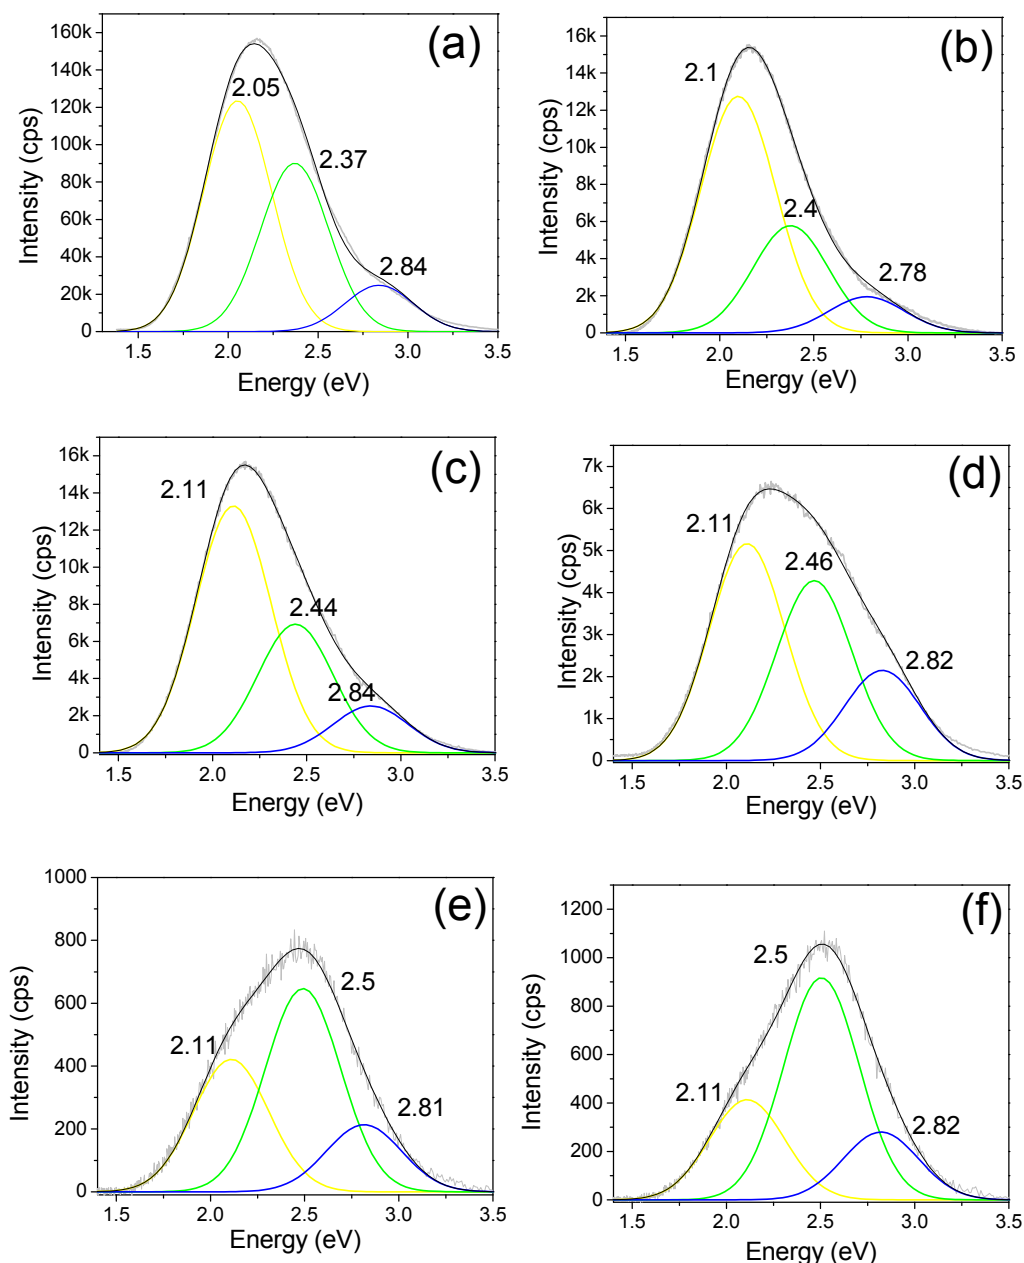 (a)
160k
140k
120k
100k
80k
60k
40k
20k
0
Intensity (cps)
2.05
2.37
2.84
1.5 2.0 2.5 3.0 3.5
Energy (eV)
(b)
16k
14k
12k
10k
8k
6k
4k
2k
0
Intensity (cps)
2.1
2.4
2.78
1.5 2.0 2.5 3.0 3.5
Energy (eV)
(c)
16k
14k
12k
10k
8k
6k
4k
2k
0
Intensity (cps)
2.11
2.44
2.84
1.5 2.0 2.5 3.0 3.5
Energy (eV)
(d)
7k
6k
5k
4k
3k
2k
1k
0
Intensity (cps)
2.11
2.46
2.82
1.5 2.0 2.5 3.0 3.5
Energy (eV)
(e)
1000
800
600
400
200
0
Intensity (cps)
2.5
2.11
2.81
1.5 2.0 2.5 3.0 3.5
Energy (eV)
(f)
1200
1000
800
600
400
200
0
Intensity (cps)
2.5
2.11
2.82
1.5 2.0 2.5 3.0 3.5
Energy (eV)